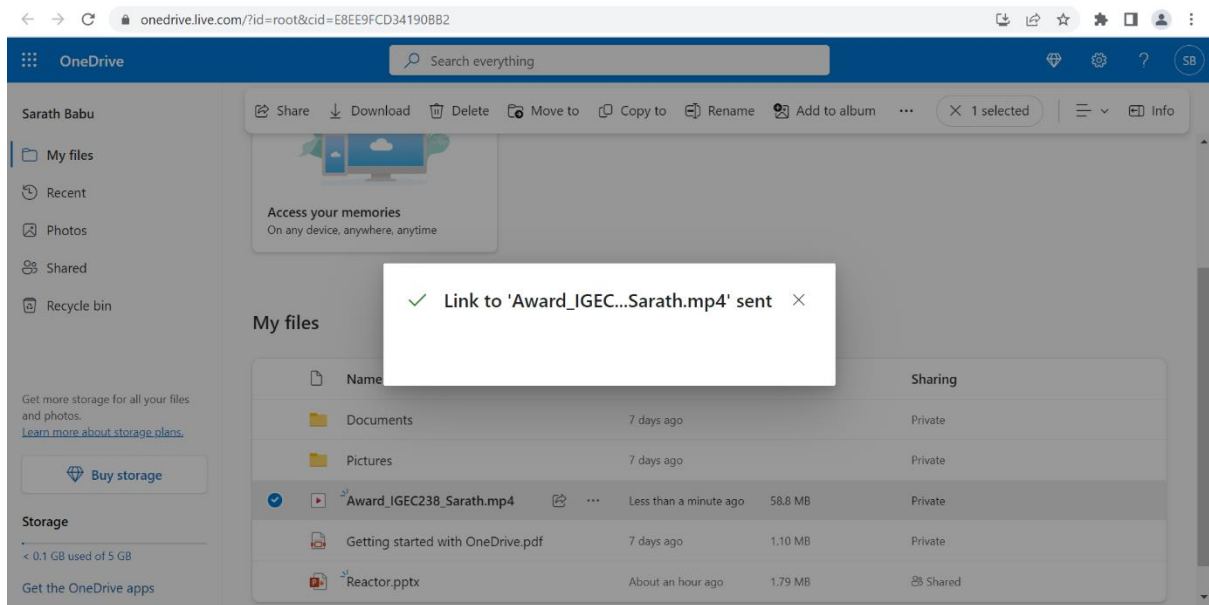 onedrive.live.com/?id=root&cid=E8EE9FCD34190BB2
OneDrive
Search everything
SB
Sarath Babu
Share Download Delete Move to Copy to Rename Add to album ... 1 selected Info
My files
Recent
Photos
Shared
Recycle bin
Get more storage for all your files
and photos.
Learn more about storage plans.
Buy storage
Storage
< 0.1 GB used of 5 GB
Get the OneDrive apps
Access your memories
On any device, anywhere, anytime
Link to 'Award_IGEC...Sarath.mp4' sent
My files
Name Sharing
Documents 7 days ago Private
Pictures 7 days ago Private
Award_IGEC238_Sarath.mp4 ... Less than a minute ago 58.8 MB Private
Getting started with OneDrive.pdf 7 days ago 1.10 MB Private
Reactor.pptx About an hour ago 1.79 MB Shared